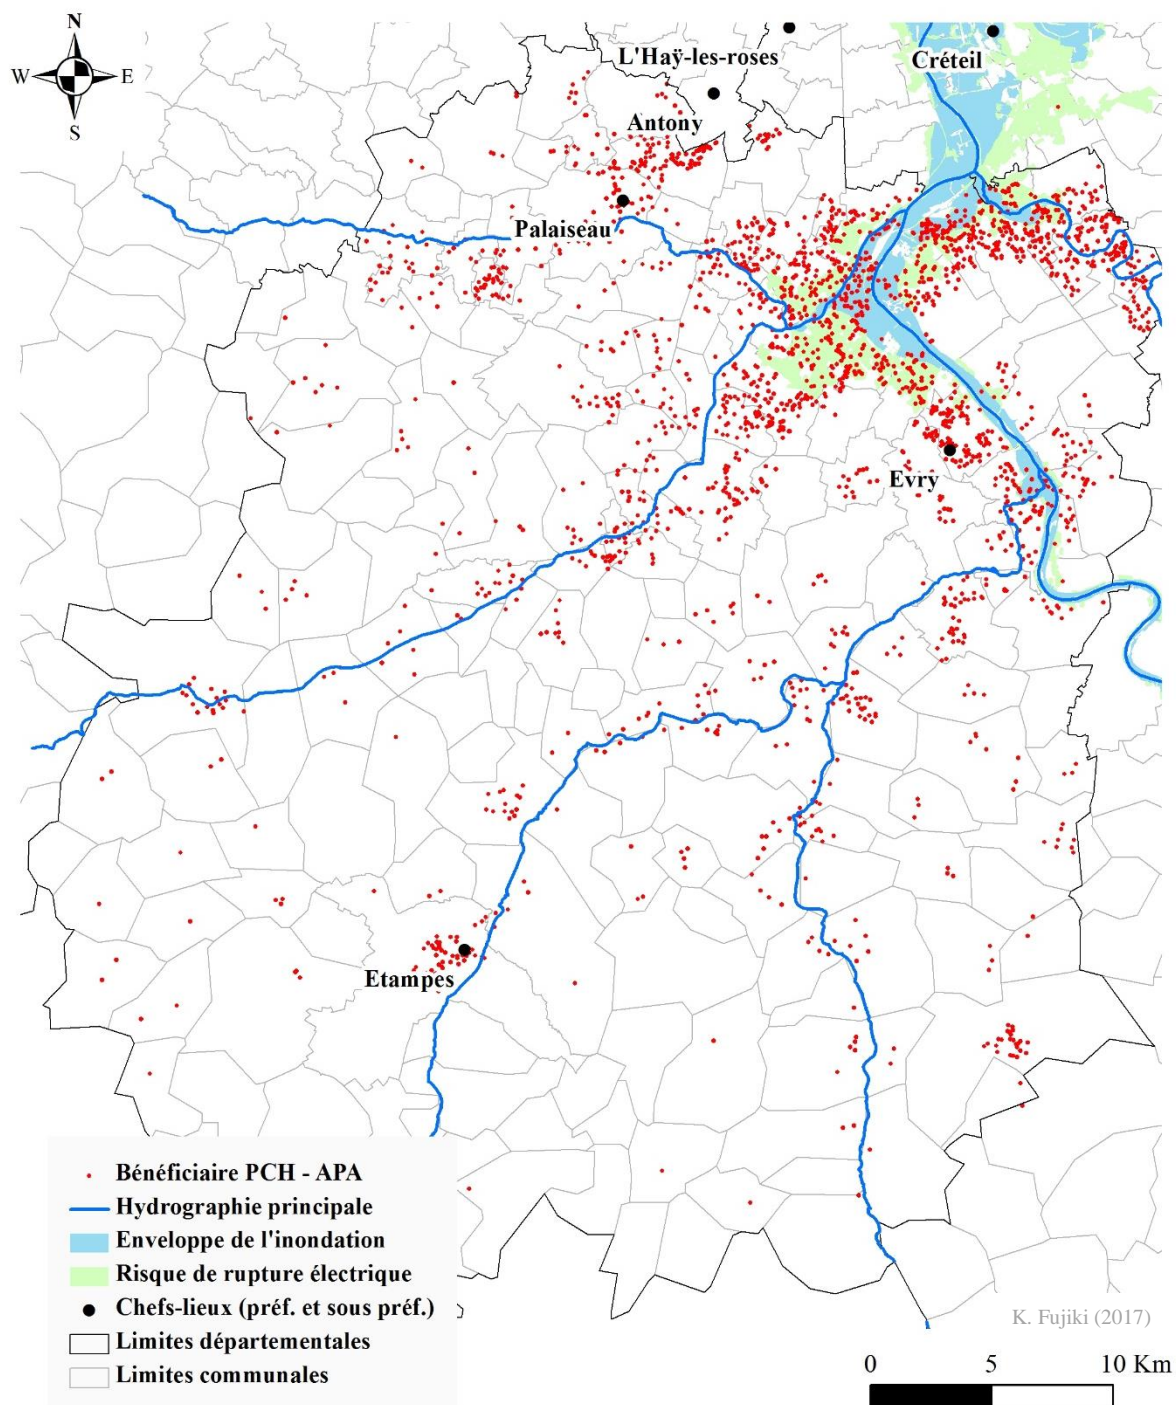 N
W E
S
L'Haÿ-les-roses
Créteil
Antony
Palaiseau
Evry
Etampes
Bénéficiaire PCH - APA
Hydrographie principale
Enveloppe de l'inondation
Risque de rupture électrique
Chefs-lieux (préf. et sous préf.)
Limites départementales
Limites communales
K. Fujiki (2017)
0 5 10 Km